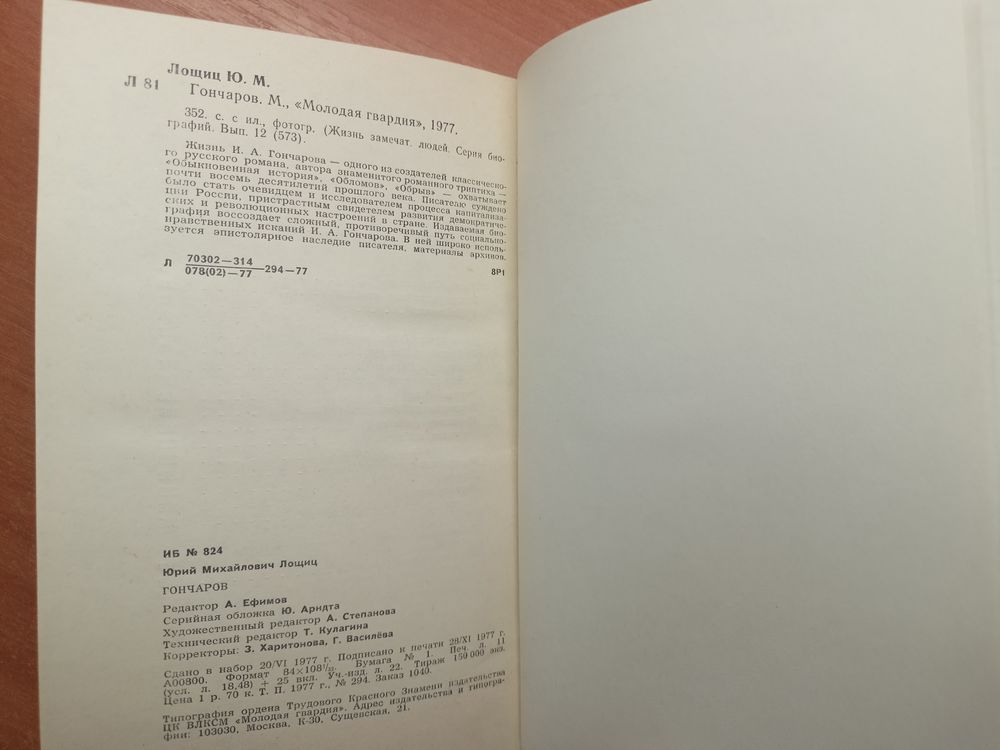 Лощиц Ю. М.
Л 81 Гончаров. М., «Молодая гвардия», 1977.
352. с. с ил., фотогр. (Жизнь замечат. людей. Серия био-
графий. Вып. 12 (573).
Жизнь И. А. Гончарова — одного из создателей классическо-
го русского романа, автора знаменитого романного триптиха —
«Обыкновенная история», «Обломов», «Обрыв» — охватывает
почти восемь десятилетий прошлого века. Писателю суждено
было стать очевидцем и исследователем процесса капитализа-
ции России, пристрастным свидетелем развития демократиче-
ских и революционных настроений в стране. Издаваемая био-
графия воссоздает сложный, противоречивый путь социально-
нравственных исканий И. А. Гончарова. В ней широко исполь-
зуется эпистолярное наследие писателя, материалы архивов.
Л 70302—314
078(02)—77 —294—77 8Р1
ИБ № 824
Юрий Михайлович Лощиц
ГОНЧАРОВ
Редактор А. Ефимов
Серийная обложка Ю. Арндта
Художественный редактор А. Степанова
Технический редактор Т. Кулагина
Корректоры: З. Харитонова, Г. Василёва
Сдано в набор 20/VI 1977 г. Подписано к печати 28/XI 1977 г.
А00800. Формат 84×108¹/₃₂. Бумага № 1. Печ. л. 11
(усл. л. 18,48) + 25 вкл. Уч.-изд. л. 22. Тираж 150 000 экз.
Цена 1 р. 70 к. Т. П. 1977 г., № 294. Заказ 1040.
Типография ордена Трудового Красного Знамени издательства
ЦК ВЛКСМ «Молодая гвардия». Адрес издательства и типогра-
фии: 103030, Москва, К-30, Сущевская, 21.